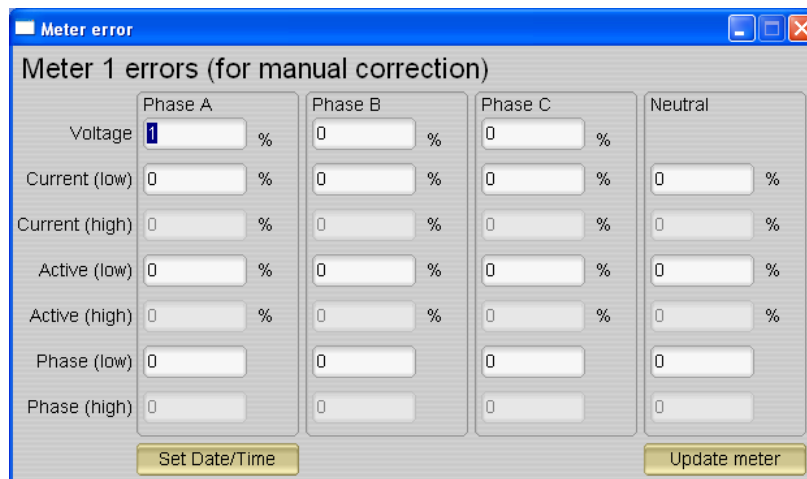 Meter error
Meter 1 errors (for manual correction)
Phase A Phase B Phase C Neutral
Voltage 1 % 0 % 0 %
Current (low) 0 % 0 % 0 % 0 %
Current (high) 0 % 0 % 0 % 0 %
Active (low) 0 % 0 % 0 % 0 %
Active (high) 0 % 0 % 0 % 0 %
Phase (low) 0 0 0 0
Phase (high) 0 0 0 0
Set Date/Time Update meter